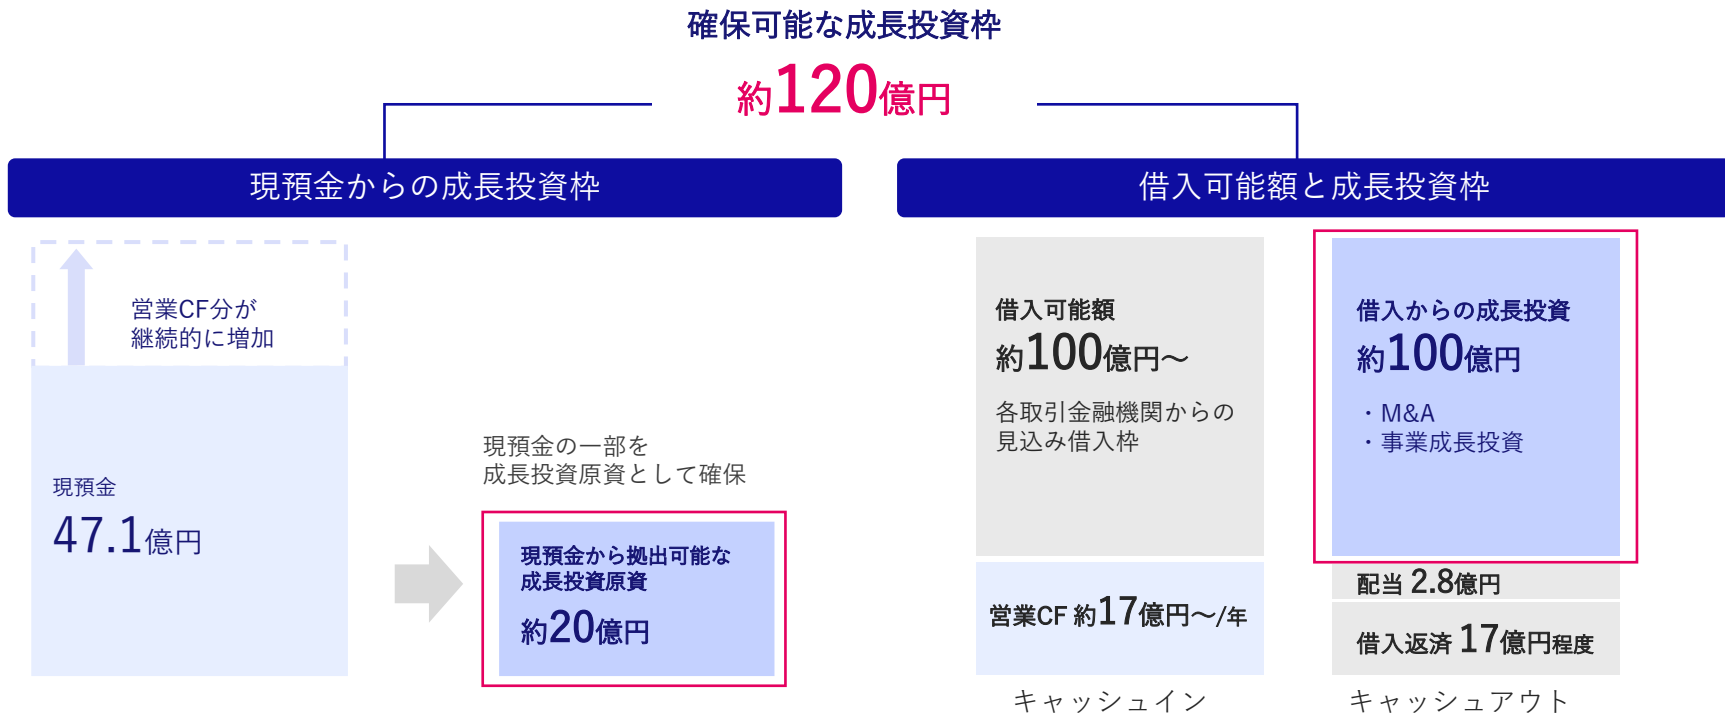 確保可能な成長投資枠
約120億円
現預金からの成長投資枠
営業CF分が
継続的に増加
現預金
47.1億円
現預金の一部を
成長投資原資として確保
現預金から拠出可能な
成長投資原資
約20億円
借入可能額と成長投資枠
借入可能額
約100億円～
各取引金融機関からの
見込み借入枠
営業CF 約17億円～/年
キャッシュイン
借入からの成長投資
約100億円
・M&A
・事業成長投資
配当 2.8億円
借入返済 17億円程度
キャッシュアウト